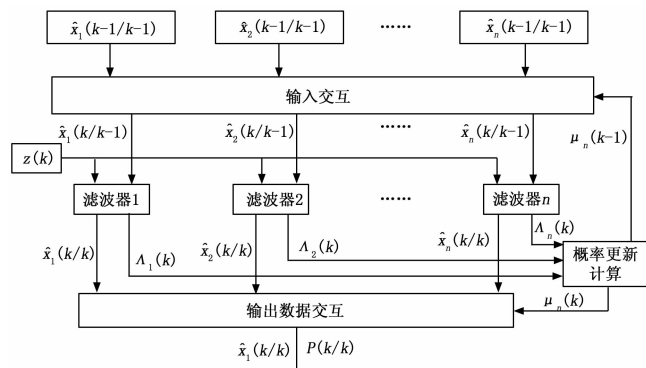 x̂₁(k-1/k-1)
x̂₂(k-1/k-1)
……
x̂ₙ(k-1/k-1)
输入交互
x̂₁(k/k-1)
x̂₂(k/k-1)
……
x̂ₙ(k/k-1)
μₙ(k-1)
z(k)
滤波器1
滤波器2
……
滤波器n
x̂₁(k/k)
Λ₁(k)
x̂₂(k/k)
Λ₂(k)
x̂ₙ(k/k)
Λₙ(k)
概率更新
计算
μₙ(k)
输出数据交互
x̂₁(k/k)
P(k/k)